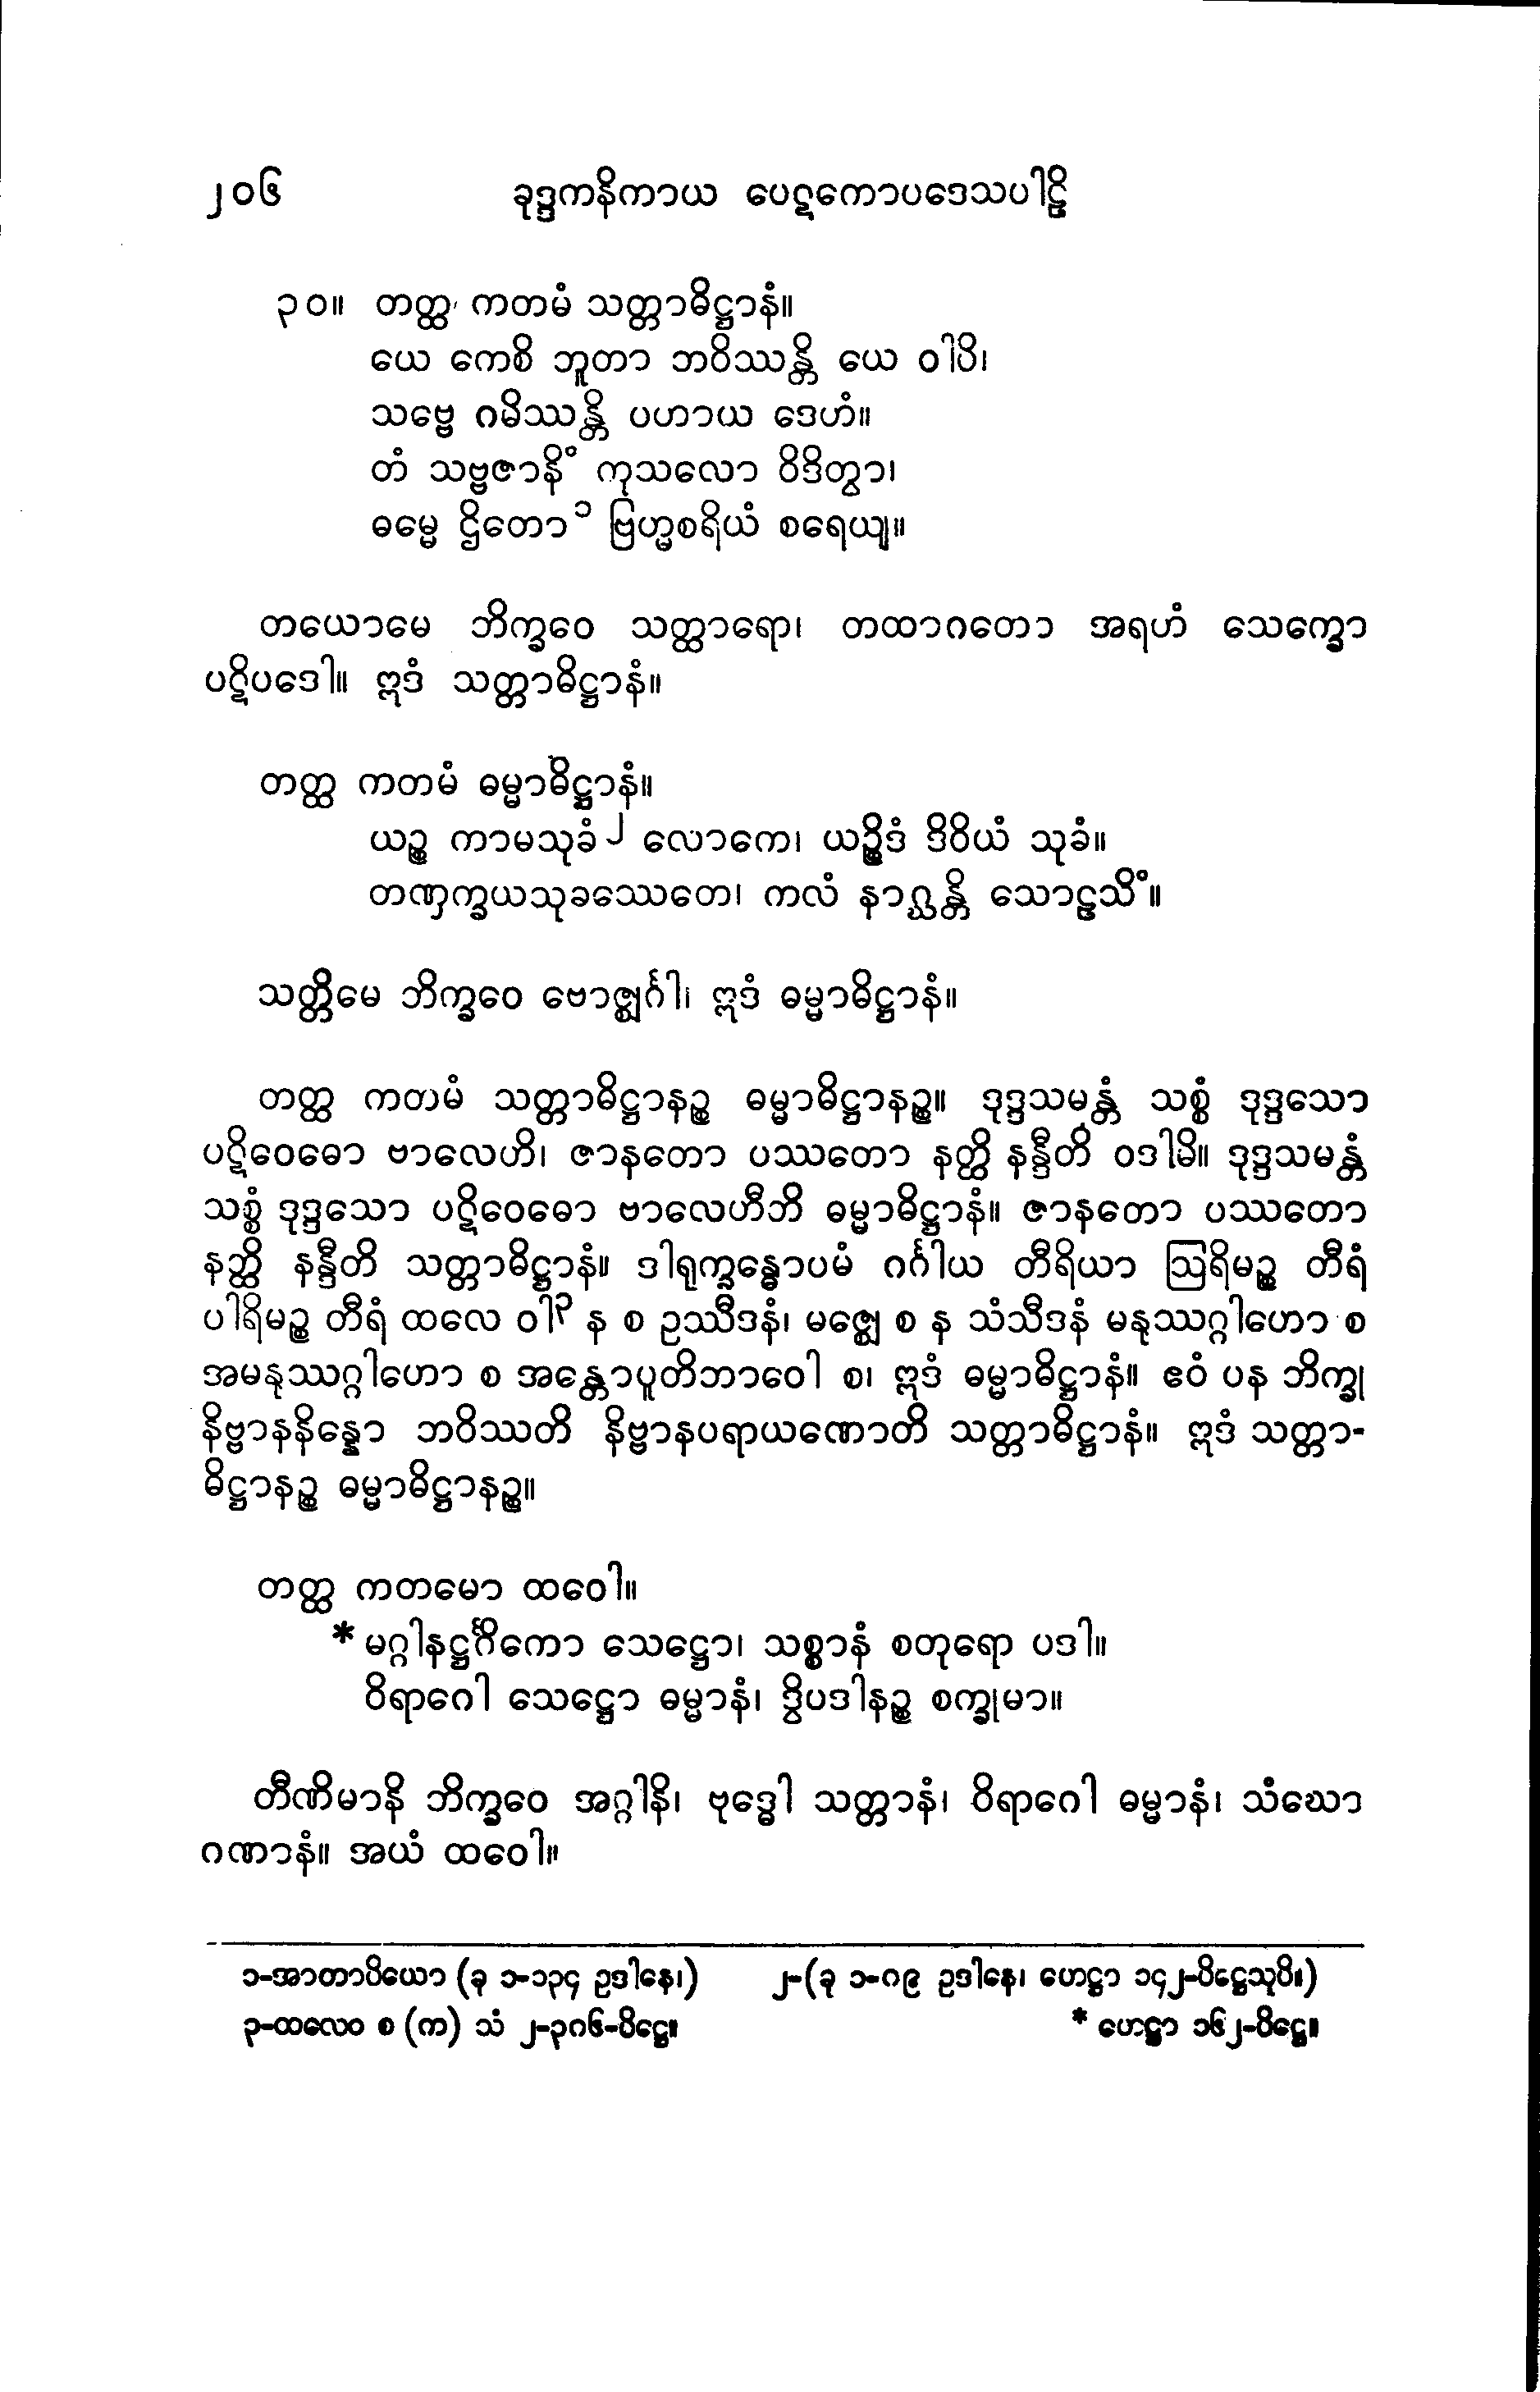 ၂၀၆ ခုဒ္ဒကနိကာယ ပေဋကောပဒေသပါဠိ
၃၀။ တတ္ထ ကတမံ သတ္တာဓိဋ္ဌာနံ။
ယေ ကေစိ ဘူတာ ဘဝိဿန္တိ ယေ ဝါပိ၊
သဗ္ဗေ ဂမိဿန္တိ ပဟာယ ဒေဟံ။
တံ သဗ္ဗဇာနိံ ကုသလော ဝိဒိတွာ၊
ဓမ္မေ ဌိတော ၁ ဗြဟ္မစရိယံ စရေယျ။
တယောမေ ဘိက္ခဝေ သတ္ထာရော၊ တထာဂတော အရဟံ သေက္ခော
ပဋိပဒေါ။ ဣဒံ သတ္တာဓိဋ္ဌာနံ။
တတ္ထ ကတမံ ဓမ္မာဓိဋ္ဌာနံ။
ယဉ္စ ကာမသုခံ ၂ လောကေ၊ ယဉ္စိဒံ ဒိဝိယံ သုခံ။
တဏှက္ခယသုခဿေတေ၊ ကလံ နာဂ္ဃန္တိ သောဠသိံ။
သတ္တိမေ ဘိက္ခဝေ ဗောဇ္ဈင်္ဂါ၊ ဣဒံ ဓမ္မာဓိဋ္ဌာနံ။
တတ္ထ ကတမံ သတ္တာဓိဋ္ဌာနဉ္စ ဓမ္မာဓိဋ္ဌာနဉ္စ။ ဒုဒ္ဒသမန္တံ သစ္စံ ဒုဒ္ဒသော
ပဋိဝေဓော ဗာလေဟိ၊ ဇာနတော ပဿတော နတ္ထိ နန္ဒီတိ ဝဒါမိ။ ဒုဒ္ဒသမန္တံ
သစ္စံ ဒုဒ္ဒသော ပဋိဝေဓော ဗာလေဟီဘိ ဓမ္မာဓိဋ္ဌာနံ။ ဇာနတော ပဿတော
နတ္ထိ နန္ဒီတိ သတ္တာဓိဋ္ဌာနံ။ ဒါရုက္ခန္ဓောပမံ ဂင်္ဂါယ တီရိယာ ဩရိမဉ္စ တီရံ
ပါရိမဉ္စ တီရံ ထလေ ဝါ ၃ န စ ဥဿီဒနံ၊ မဇ္ဈေ စ န သံသီဒနံ မနုဿဂ္ဂါဟော စ
အမနုဿဂ္ဂါဟော စ အန္တောပူတိဘာဝေါ စ၊ ဣဒံ ဓမ္မာဓိဋ္ဌာနံ။ ဧဝံ ပန ဘိက္ခု
နိဗ္ဗာနနိန္နော ဘဝိဿတိ နိဗ္ဗာနပရာယဏောတိ သတ္တာဓိဋ္ဌာနံ။ ဣဒံ သတ္တာ-
ဓိဋ္ဌာနဉ္စ ဓမ္မာဓိဋ္ဌာနဉ္စ။
တတ္ထ ကတမော ထဝေါ။
* မဂ္ဂါနဋ္ဌင်္ဂိကော သေဋ္ဌော၊ သစ္စာနံ စတုရော ပဒါ။
ဝိရာဂေါ သေဋ္ဌော ဓမ္မာနံ၊ ဒွိပဒါနဉ္စ စက္ခုမာ။
တီဏိမာနိ ဘိက္ခဝေ အဂ္ဂါနိ၊ ဗုဒ္ဓေါ သတ္တာနံ၊ ဝိရာဂေါ ဓမ္မာနံ၊ သံဃော
ဂဏာနံ။ အယံ ထဝေါ။
၁-အာတာပိယော (ခု ၁-၁၃၄ ဥဒါနေ၊) ၂-(ခု ၁-၈၉ ဥဒါနေ၊ ဟေဋ္ဌာ ၁၄၂-ပိဋ္ဌေသုပိ။)
၃-ထလေဝ စ (က) သံ ၂-၃၈၆-ပိဋ္ဌေ။ * ဟေဋ္ဌာ ၁၆၂-ပိဋ္ဌေ။